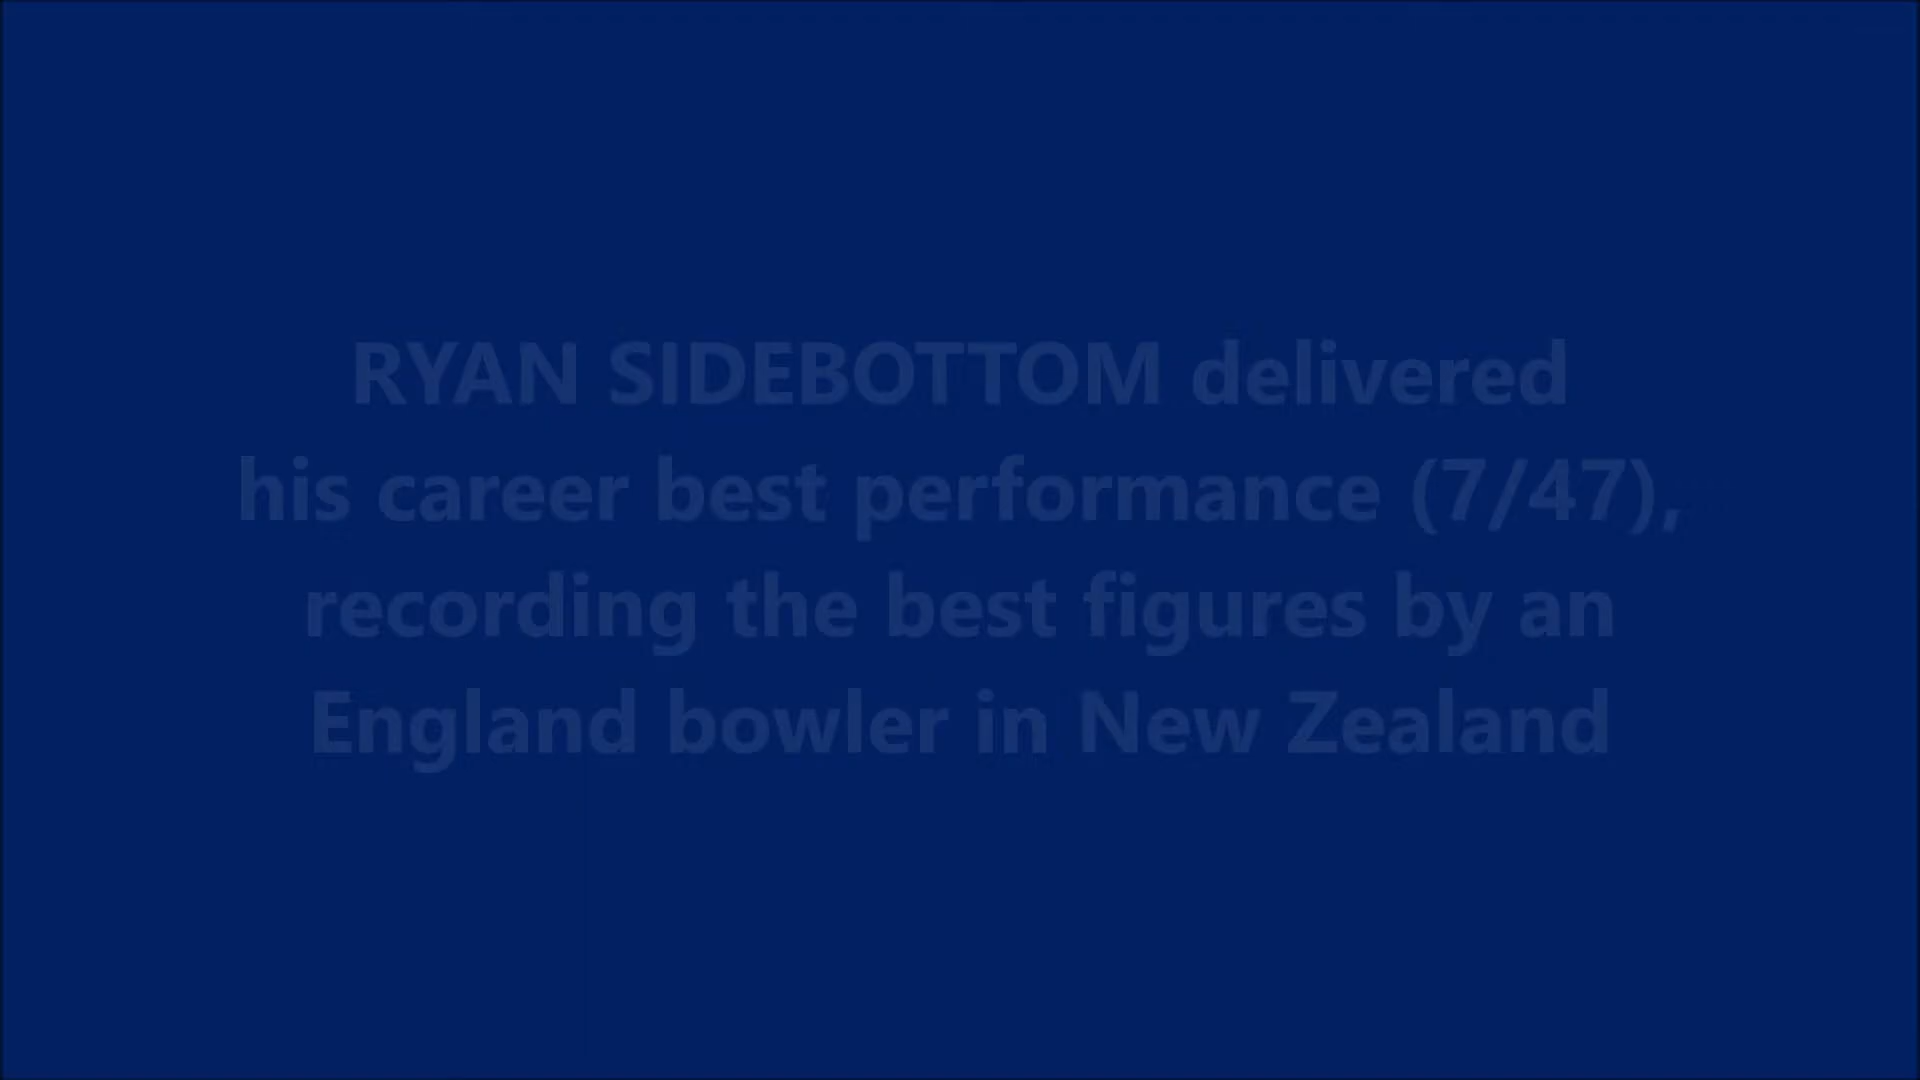 RYAN SIDEBOTTOM delivered
his career best performance (7/47),
recording the best figures by an
England bowler in New Zealand